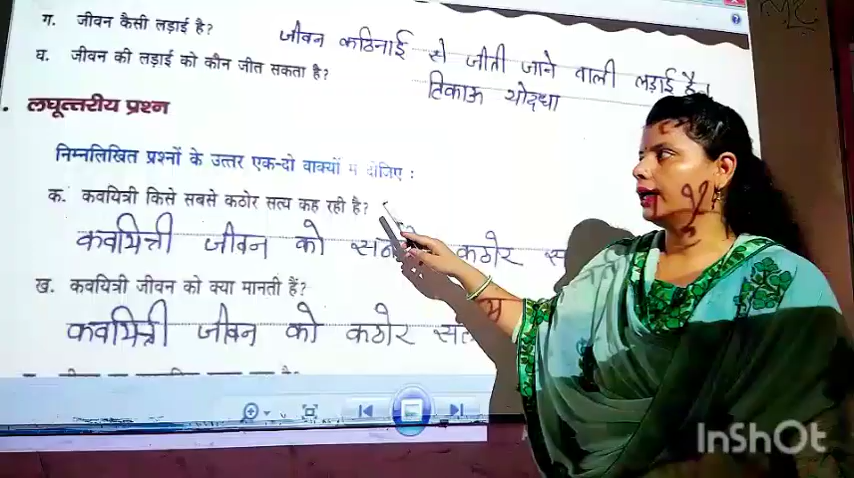 ग. जीवन कैसी लड़ाई है?
जीवन कठिनाई से जीती जाने वाली लड़ाई है।
घ. जीवन की लड़ाई को कौन जीत सकता है?
टिकाऊ योद्धा
लघूत्तरीय प्रश्न
निम्नलिखित प्रश्नों के उत्तर एक-दो वाक्यों में दीजिए :
क. कवयित्री किसे सबसे कठोर सत्य कह रही है?
कवयित्री जीवन को कठोर
ख. कवयित्री जीवन को क्या मानती हैं?
कवयित्री जीवन को कठोर
InShOt